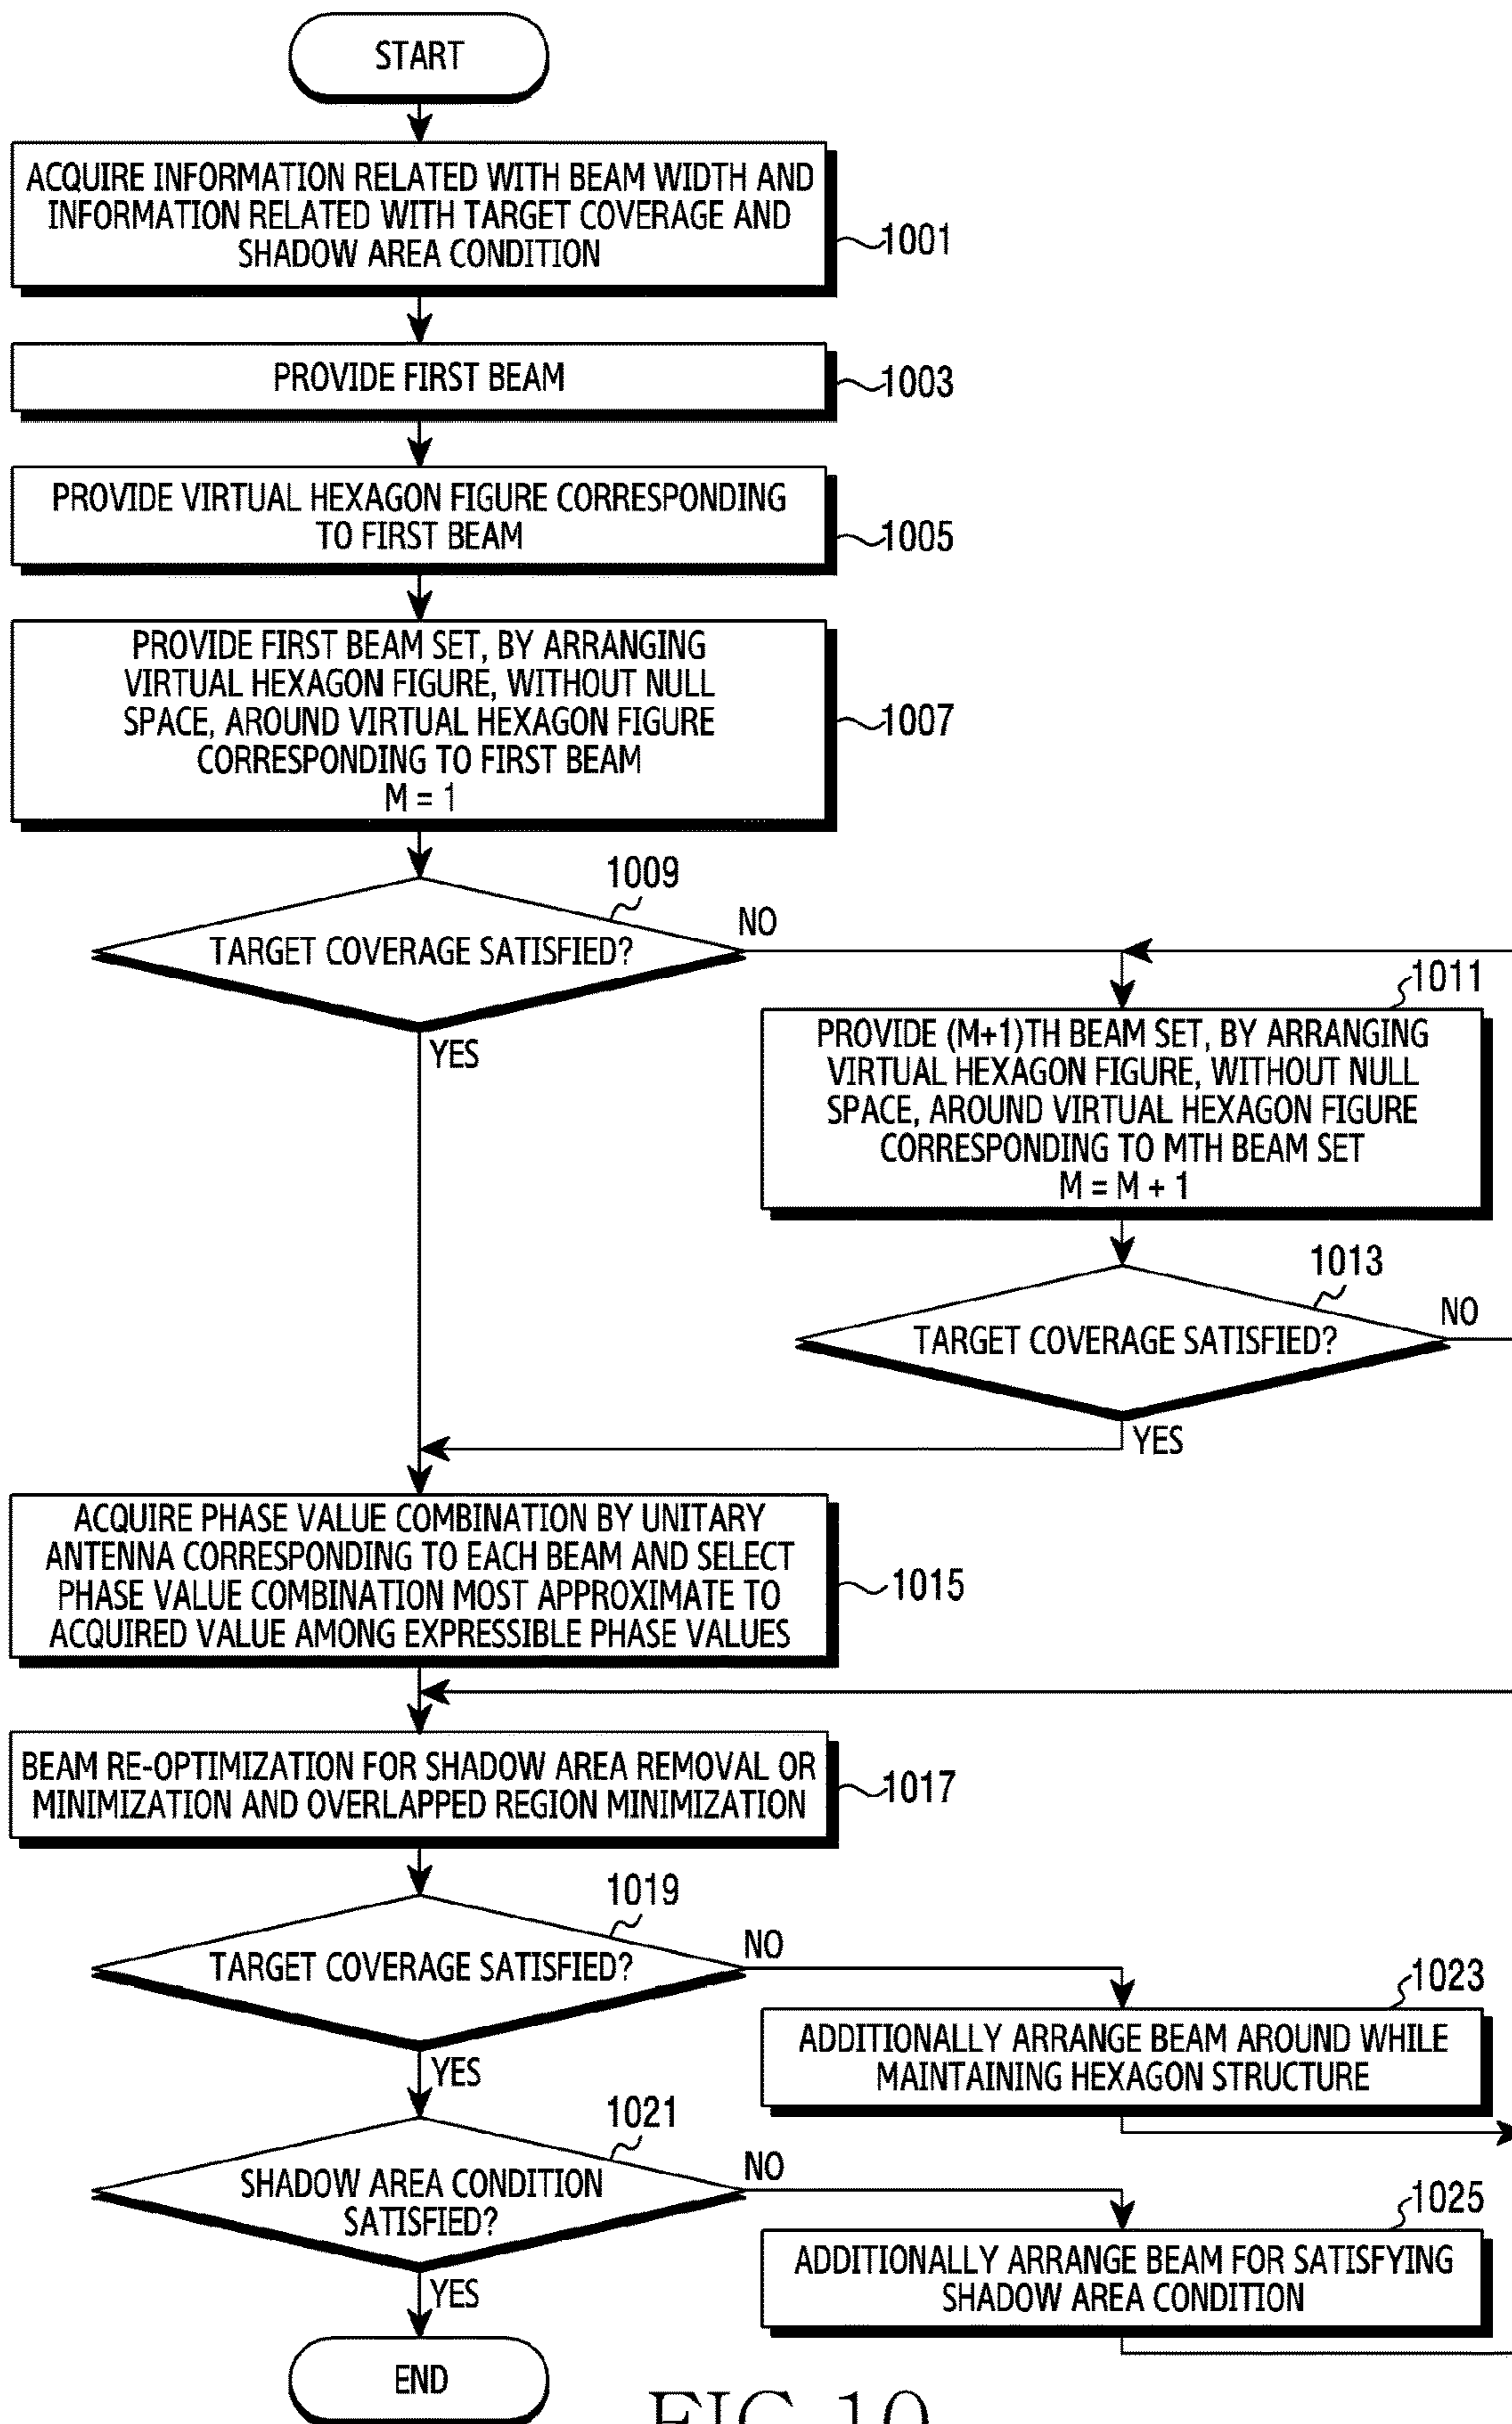 START
ACQUIRE INFORMATION RELATED WITH BEAM WIDTH AND
INFORMATION RELATED WITH TARGET COVERAGE AND
SHADOW AREA CONDITION
1001
PROVIDE FIRST BEAM
1003
PROVIDE VIRTUAL HEXAGON FIGURE CORRESPONDING
TO FIRST BEAM
1005
PROVIDE FIRST BEAM SET, BY ARRANGING
VIRTUAL HEXAGON FIGURE, WITHOUT NULL
SPACE, AROUND VIRTUAL HEXAGON FIGURE
CORRESPONDING TO FIRST BEAM
M = 1
1007
1009
TARGET COVERAGE SATISFIED?
NO
YES
1011
PROVIDE (M+1)TH BEAM SET, BY ARRANGING
VIRTUAL HEXAGON FIGURE, WITHOUT NULL
SPACE, AROUND VIRTUAL HEXAGON FIGURE
CORRESPONDING TO MTH BEAM SET
M = M + 1
1013
TARGET COVERAGE SATISFIED?
NO
YES
ACQUIRE PHASE VALUE COMBINATION BY UNITARY
ANTENNA CORRESPONDING TO EACH BEAM AND SELECT
PHASE VALUE COMBINATION MOST APPROXIMATE TO
ACQUIRED VALUE AMONG EXPRESSIBLE PHASE VALUES
1015
BEAM RE-OPTIMIZATION FOR SHADOW AREA REMOVAL OR
MINIMIZATION AND OVERLAPPED REGION MINIMIZATION
1017
1019
TARGET COVERAGE SATISFIED?
NO
YES
1023
ADDITIONALLY ARRANGE BEAM AROUND WHILE
MAINTAINING HEXAGON STRUCTURE
1021
SHADOW AREA CONDITION
SATISFIED?
NO
YES
1025
ADDITIONALLY ARRANGE BEAM FOR SATISFYING
SHADOW AREA CONDITION
END
FIG.10